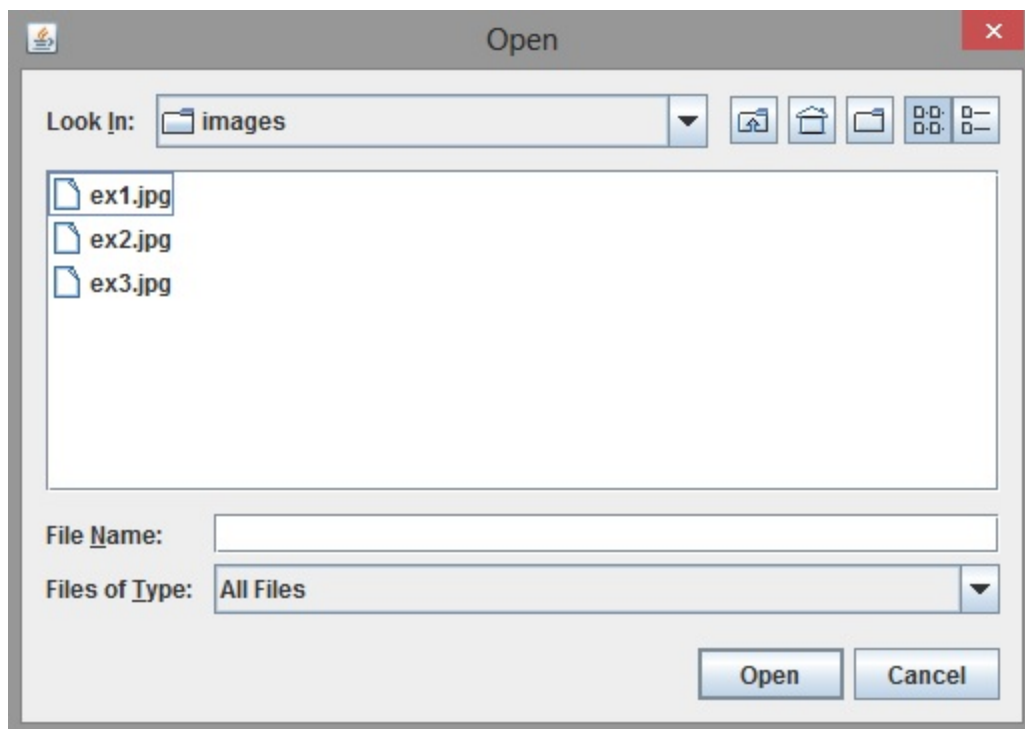 Open
Look In: images
ex1.jpg
ex2.jpg
ex3.jpg
File Name:
Files of Type: All Files
Open Cancel